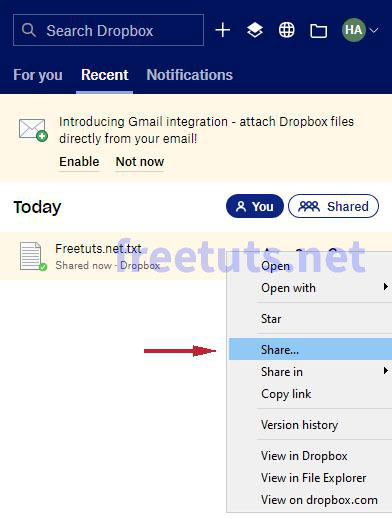 Search Dropbox
HA
For you Recent Notifications
Introducing Gmail integration - attach Dropbox files
directly from your email!
Enable Not now
Today You Shared
Freetuts.net.txt
Shared now · Dropbox
freetuts.net
Open
Open with
Star
Share...
Share in
Copy link
Version history
View in Dropbox
View in File Explorer
View on dropbox.com